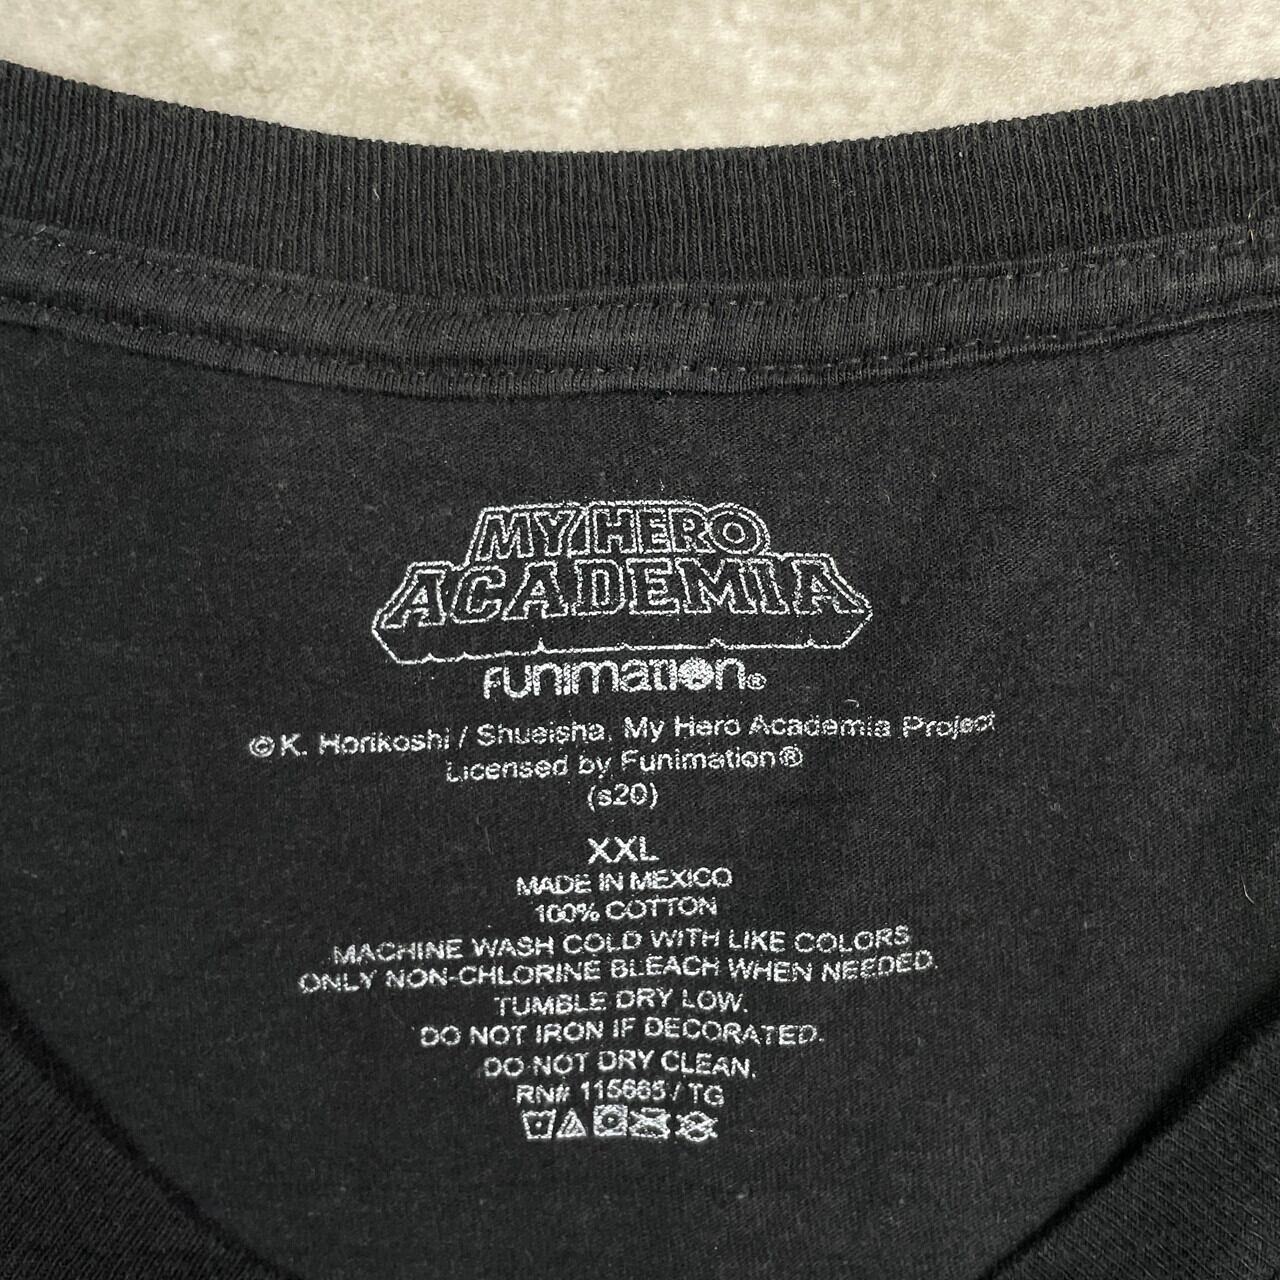 MY HERO
ACADEMIA
FUNIMATION®
© K. Horikoshi / Shueisha, My Hero Academia Project
Licensed by Funimation®
(s20)
XXL
MADE IN MEXICO
100% COTTON
MACHINE WASH COLD WITH LIKE COLORS
ONLY NON-CHLORINE BLEACH WHEN NEEDED.
TUMBLE DRY LOW.
DO NOT IRON IF DECORATED.
DO NOT DRY CLEAN.
RN# 115665 / TG